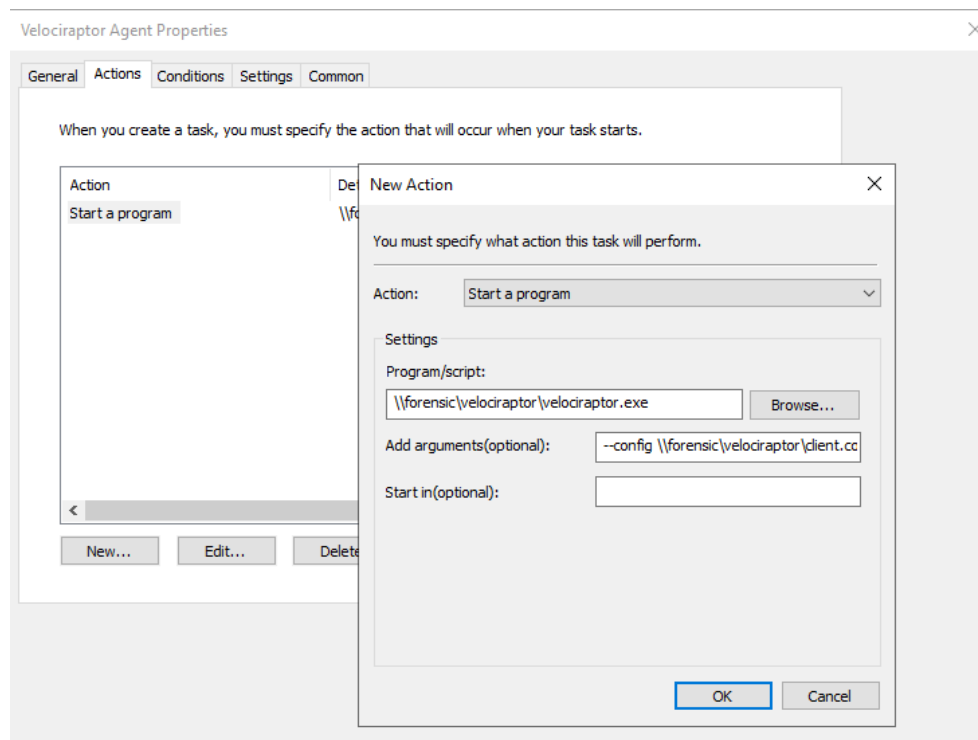 Velociraptor Agent Properties
General Actions Conditions Settings Common
When you create a task, you must specify the action that will occur when your task starts.
Action
Start a program
New... Edit...
New Action
You must specify what action this task will perform.
Action: Start a program
Settings
Program/script:
\\forensic\velociraptor\velociraptor.exe Browse...
Add arguments(optional): --config \\forensic\velociraptor\client.co
Start in(optional):
OK Cancel